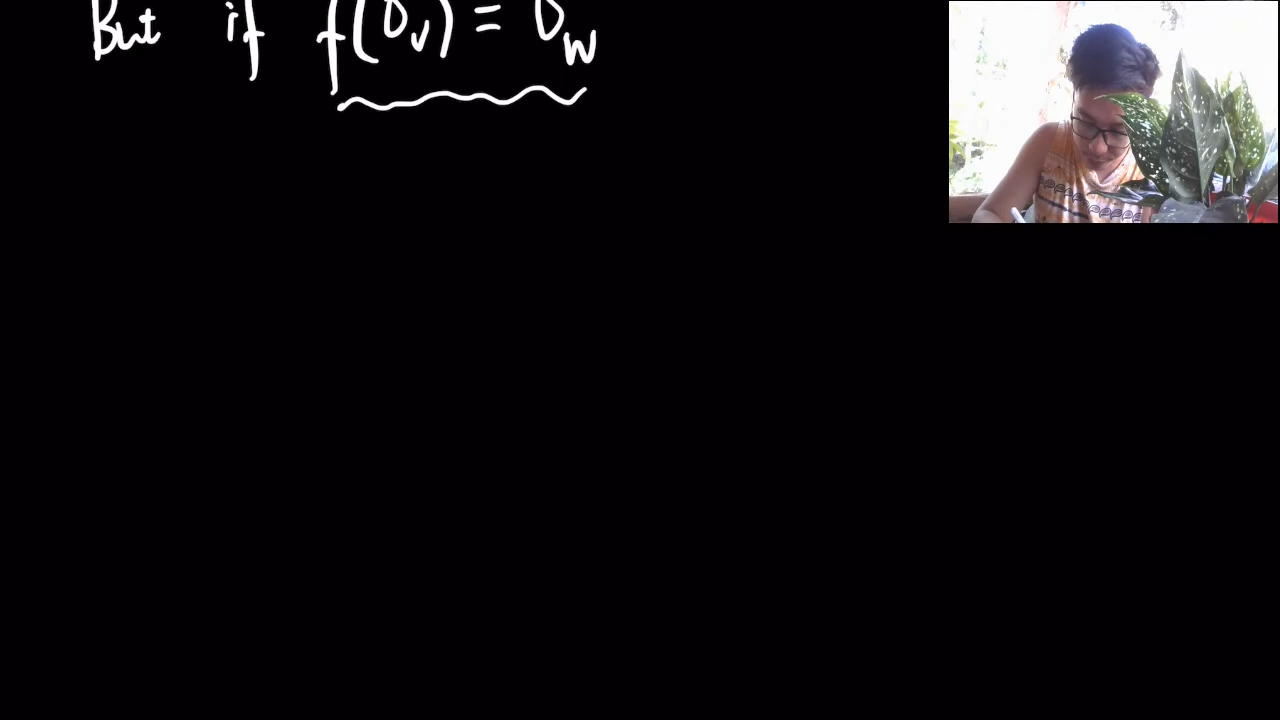 But if f(0_v) = 0_w